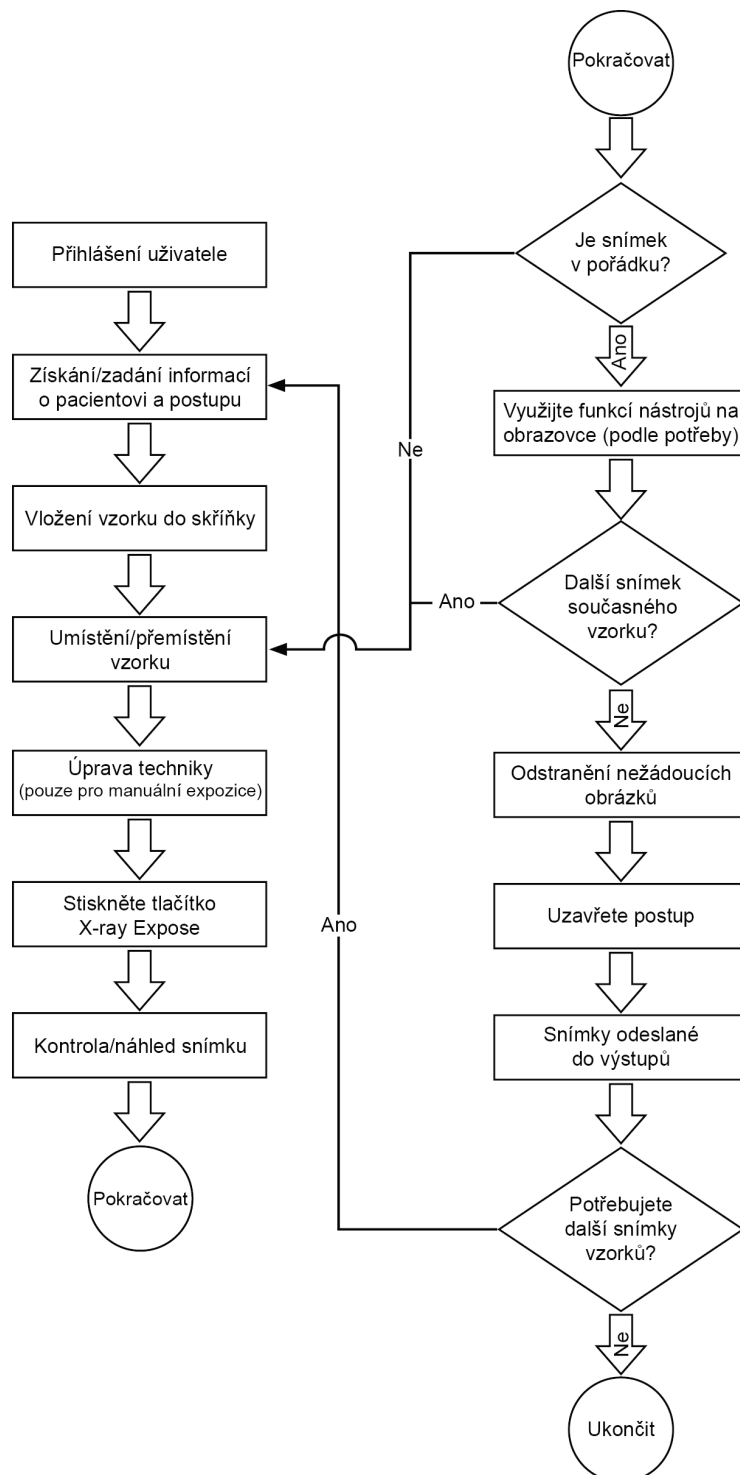 Přihlášení uživatele
Získání/zadání informací
o pacientovi a postupu
Vložení vzorku do skříňky
Umístění/přemístění
vzorku
Úprava techniky
(pouze pro manuální expozice)
Stiskněte tlačítko
X-ray Expose
Kontrola/náhled snímku
Pokračovat
Pokračovat
Je snímek
v pořádku?
Ne
Ano
Využijte funkcí nástrojů na
obrazovce (podle potřeby)
Další snímek
současného
vzorku?
Ano
Ne
Odstranění nežádoucích
obrázků
Uzavřete postup
Snímky odeslané
do výstupů
Potřebujete
další snímky
vzorků?
Ano
Ne
Ukončit